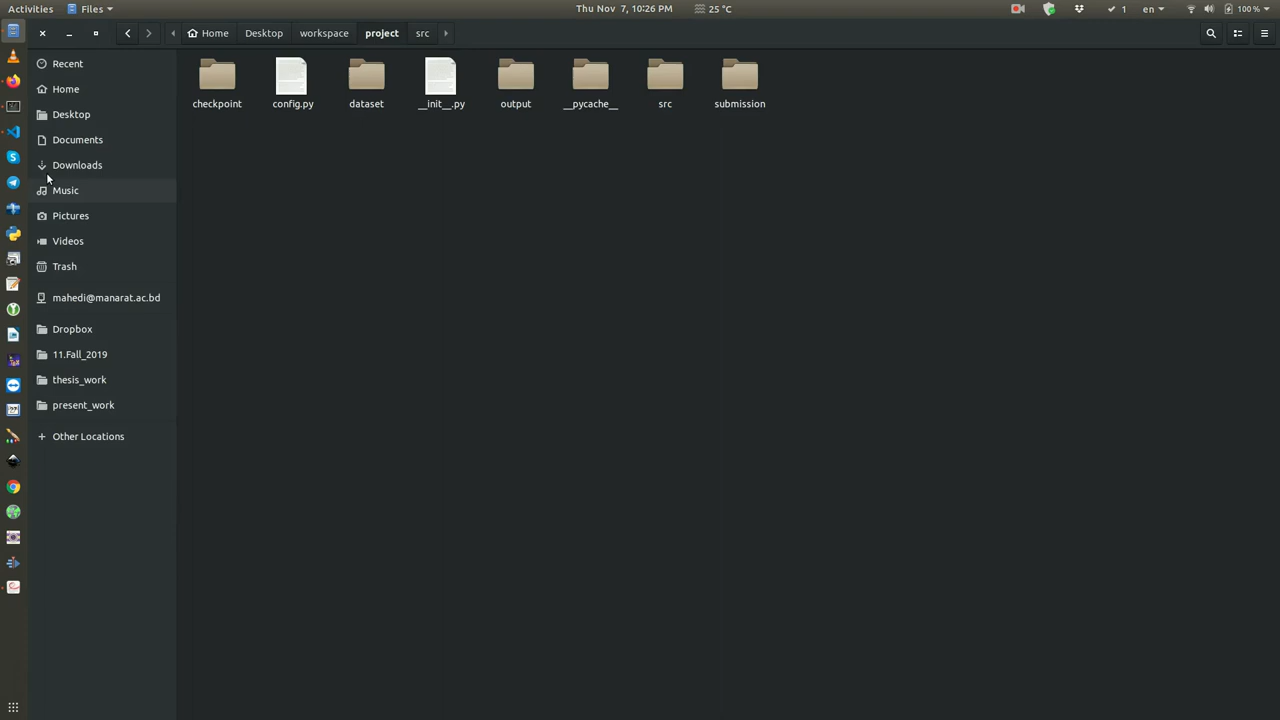 Activities Files Thu Nov 7, 10:26 PM 25 °C 1 en 100 %
Home Desktop workspace project src
Recent
Home
Desktop
Documents
Downloads
Music
Pictures
Videos
Trash
mahedi@manarat.ac.bd
Dropbox
11.Fall_2019
thesis_work
present_work
Other Locations
checkpoint config.py dataset __init__.py output __pycache__ src submission